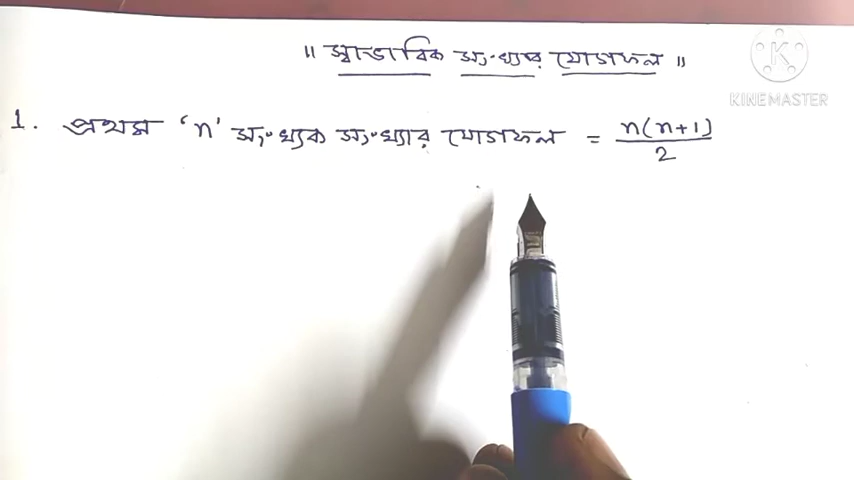 ॥ স্বাভাবিক সংখ্যার যোগফল ॥
K
KINEMASTER
1. প্রথম 'n' সংখ্যক সংখ্যার যোগফল = n(n+1)/2